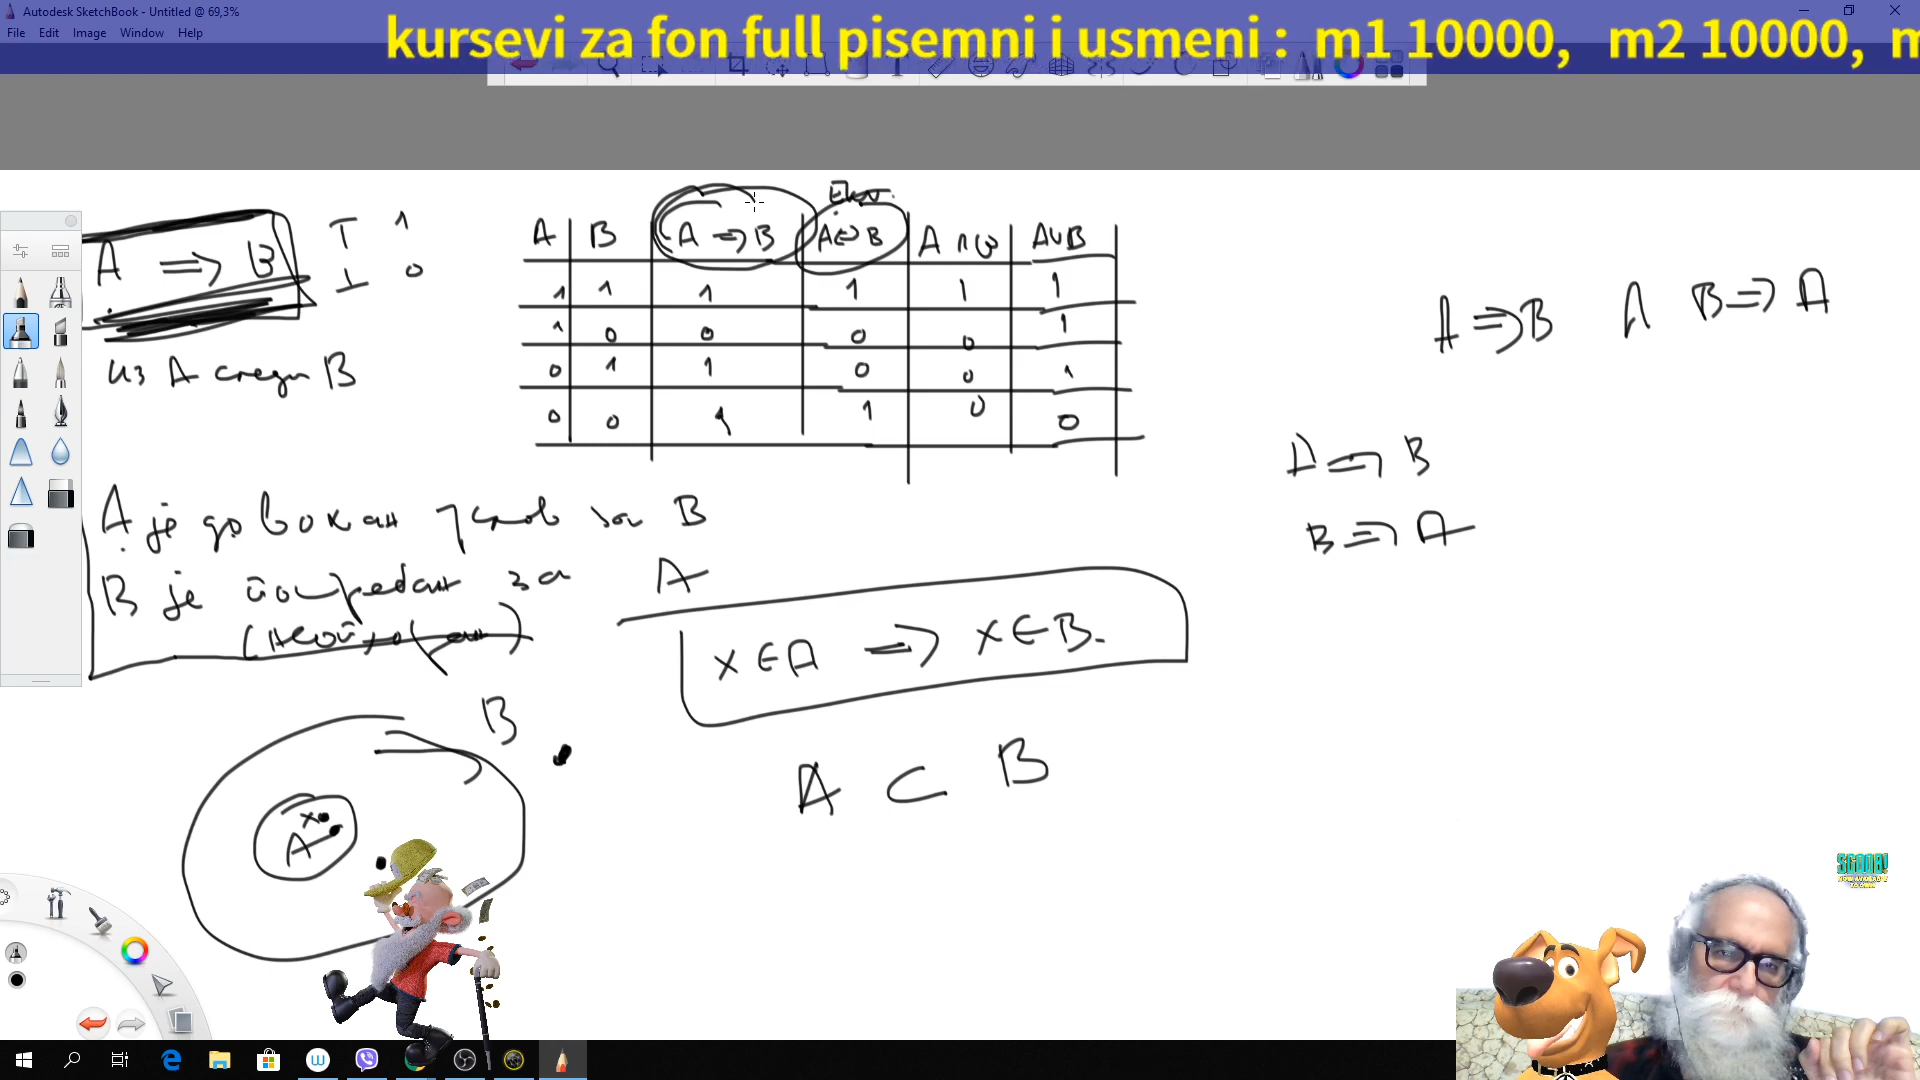 Autodesk SketchBook - Untitled @ 69,3%
File Edit Image Window Help
kursevi za fon full pisemni i usmeni : m1 10000, m2 10000, m
A ⇒ B
T 1
⊥ 0
из А следи B
A B A ⇒ B A⇔B A ∧ B A∨B
1 1 1 1 1 1
1 0 0 0 0 1
0 1 1 0 0 1
0 0 1 1 0 0
A ⇒ B A B ⇒ A
A ⇒ B
B ⇒ A
А је довољан услов за B
B је потребан за А
x ∈ A ⇒ x ∈ B.
A ⊂ B
B
x
A
SCOOB!